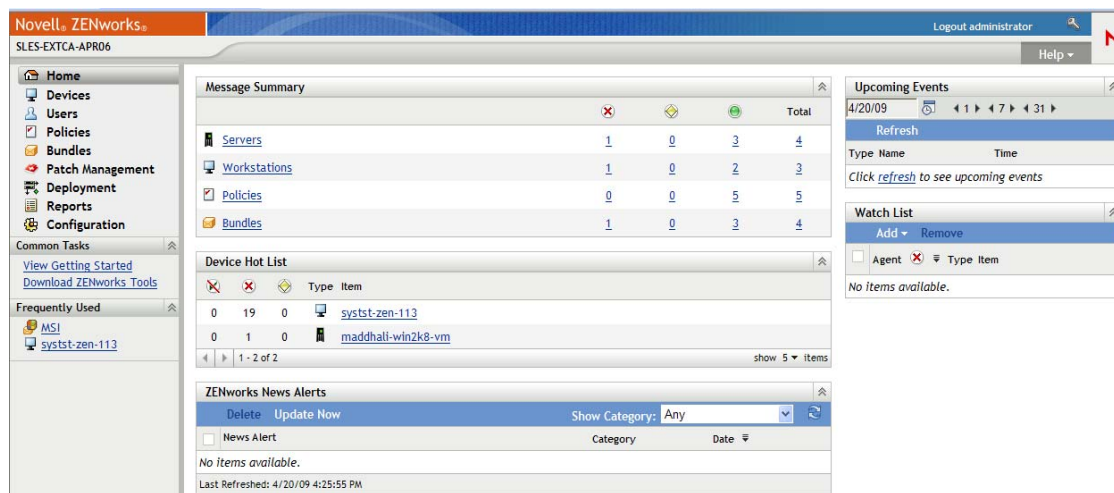 Novell® ZENworks®
Logout administrator
SLES-EXTCA-APR06
Help
Home
Devices
Users
Policies
Bundles
Patch Management
Deployment
Reports
Configuration
Common Tasks
View Getting Started
Download ZENworks Tools
Frequently Used
MSI
systst-zen-113
Message Summary
Total
Servers 1 0 3 4
Workstations 1 0 2 3
Policies 0 0 5 5
Bundles 1 0 3 4
Device Hot List
Type Item
0 19 0 systst-zen-113
0 1 0 maddhali-win2k8-vm
1 - 2 of 2 show 5 items
ZENworks News Alerts
Delete Update Now Show Category: Any
News Alert Category Date
No items available.
Last Refreshed: 4/20/09 4:25:55 PM
Upcoming Events
4/20/09 1 7 31
Refresh
Type Name Time
Click refresh to see upcoming events
Watch List
Add Remove
Agent Type Item
No items available.